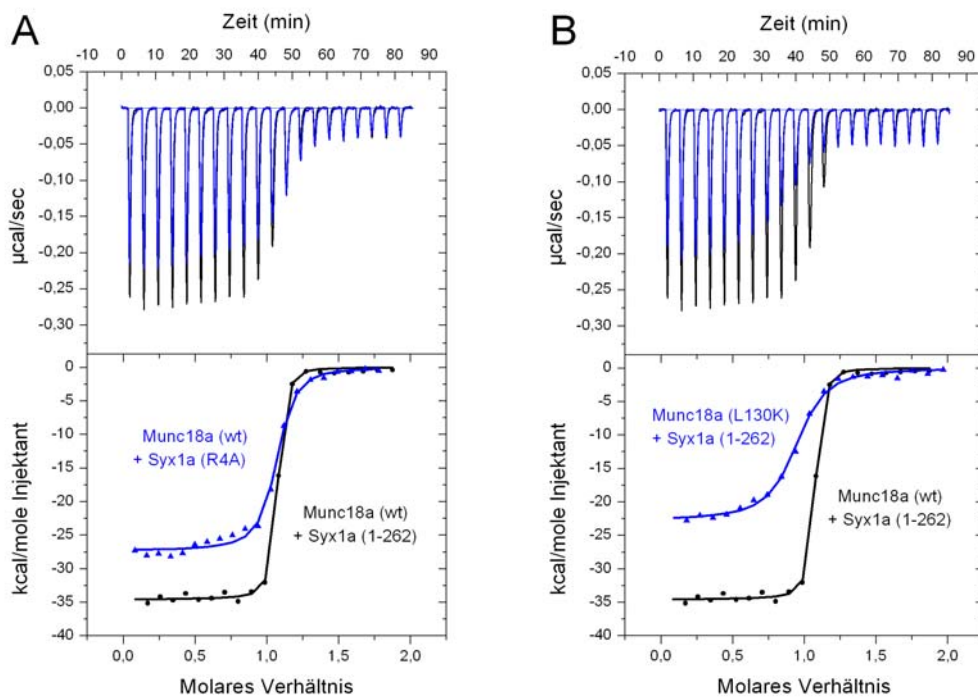 A
Zeit (min)
-10 0 10 20 30 40 50 60 70 80 90
0,05
0,00
-0,05
-0,10
-0,15
-0,20
-0,25
-0,30
µcal/sec
0
-5
-10
-15
-20
-25
-30
-35
-40
kcal/mole Injektant
Munc18a (wt)
+ Syx1a (R4A)
Munc18a (wt)
+ Syx1a (1-262)
0,0 0,5 1,0 1,5 2,0
Molares Verhältnis
B
Zeit (min)
-10 0 10 20 30 40 50 60 70 80 90
0,05
0,00
-0,05
-0,10
-0,15
-0,20
-0,25
-0,30
-0,35
µcal/sec
0
-5
-10
-15
-20
-25
-30
-35
-40
kcal/mole Injektant
Munc18a (L130K)
+ Syx1a (1-262)
Munc18a (wt)
+ Syx1a (1-262)
0,0 0,5 1,0 1,5 2,0
Molares Verhältnis